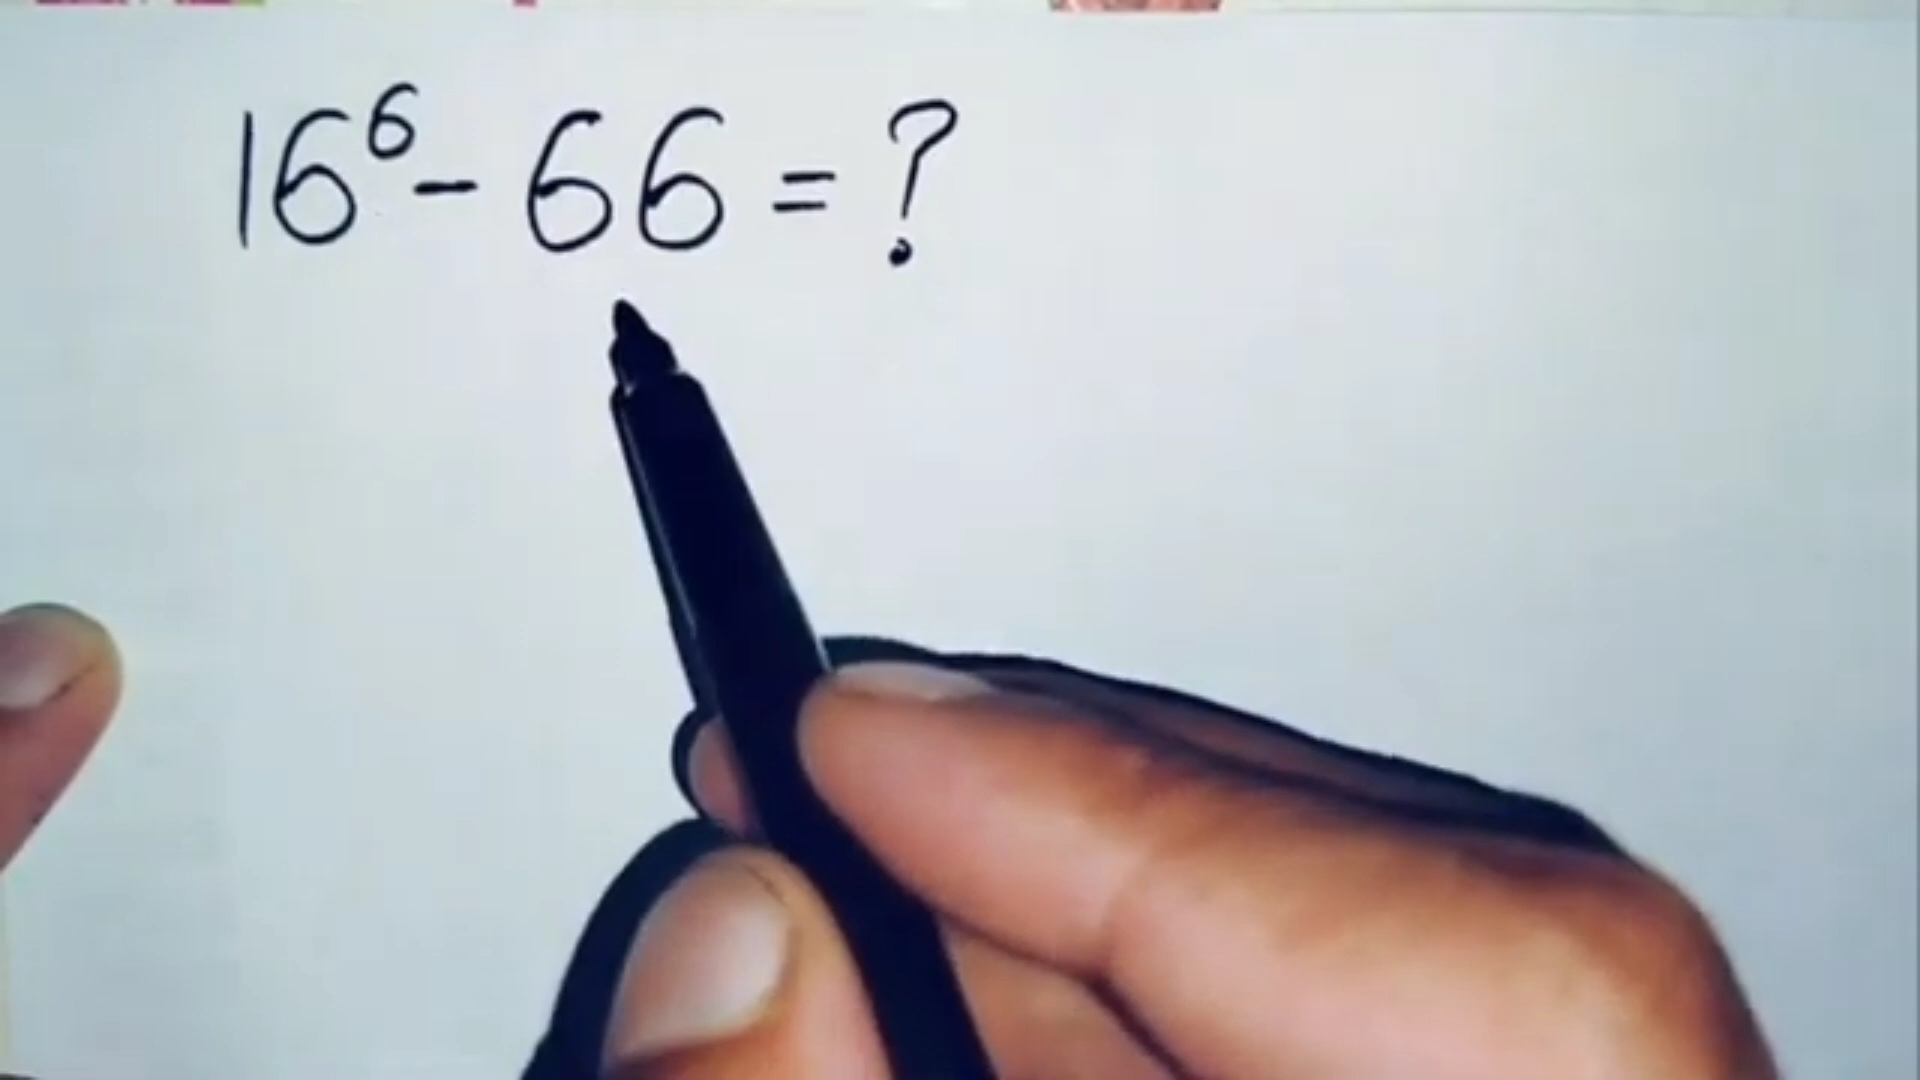 16⁶ - 66 = ?